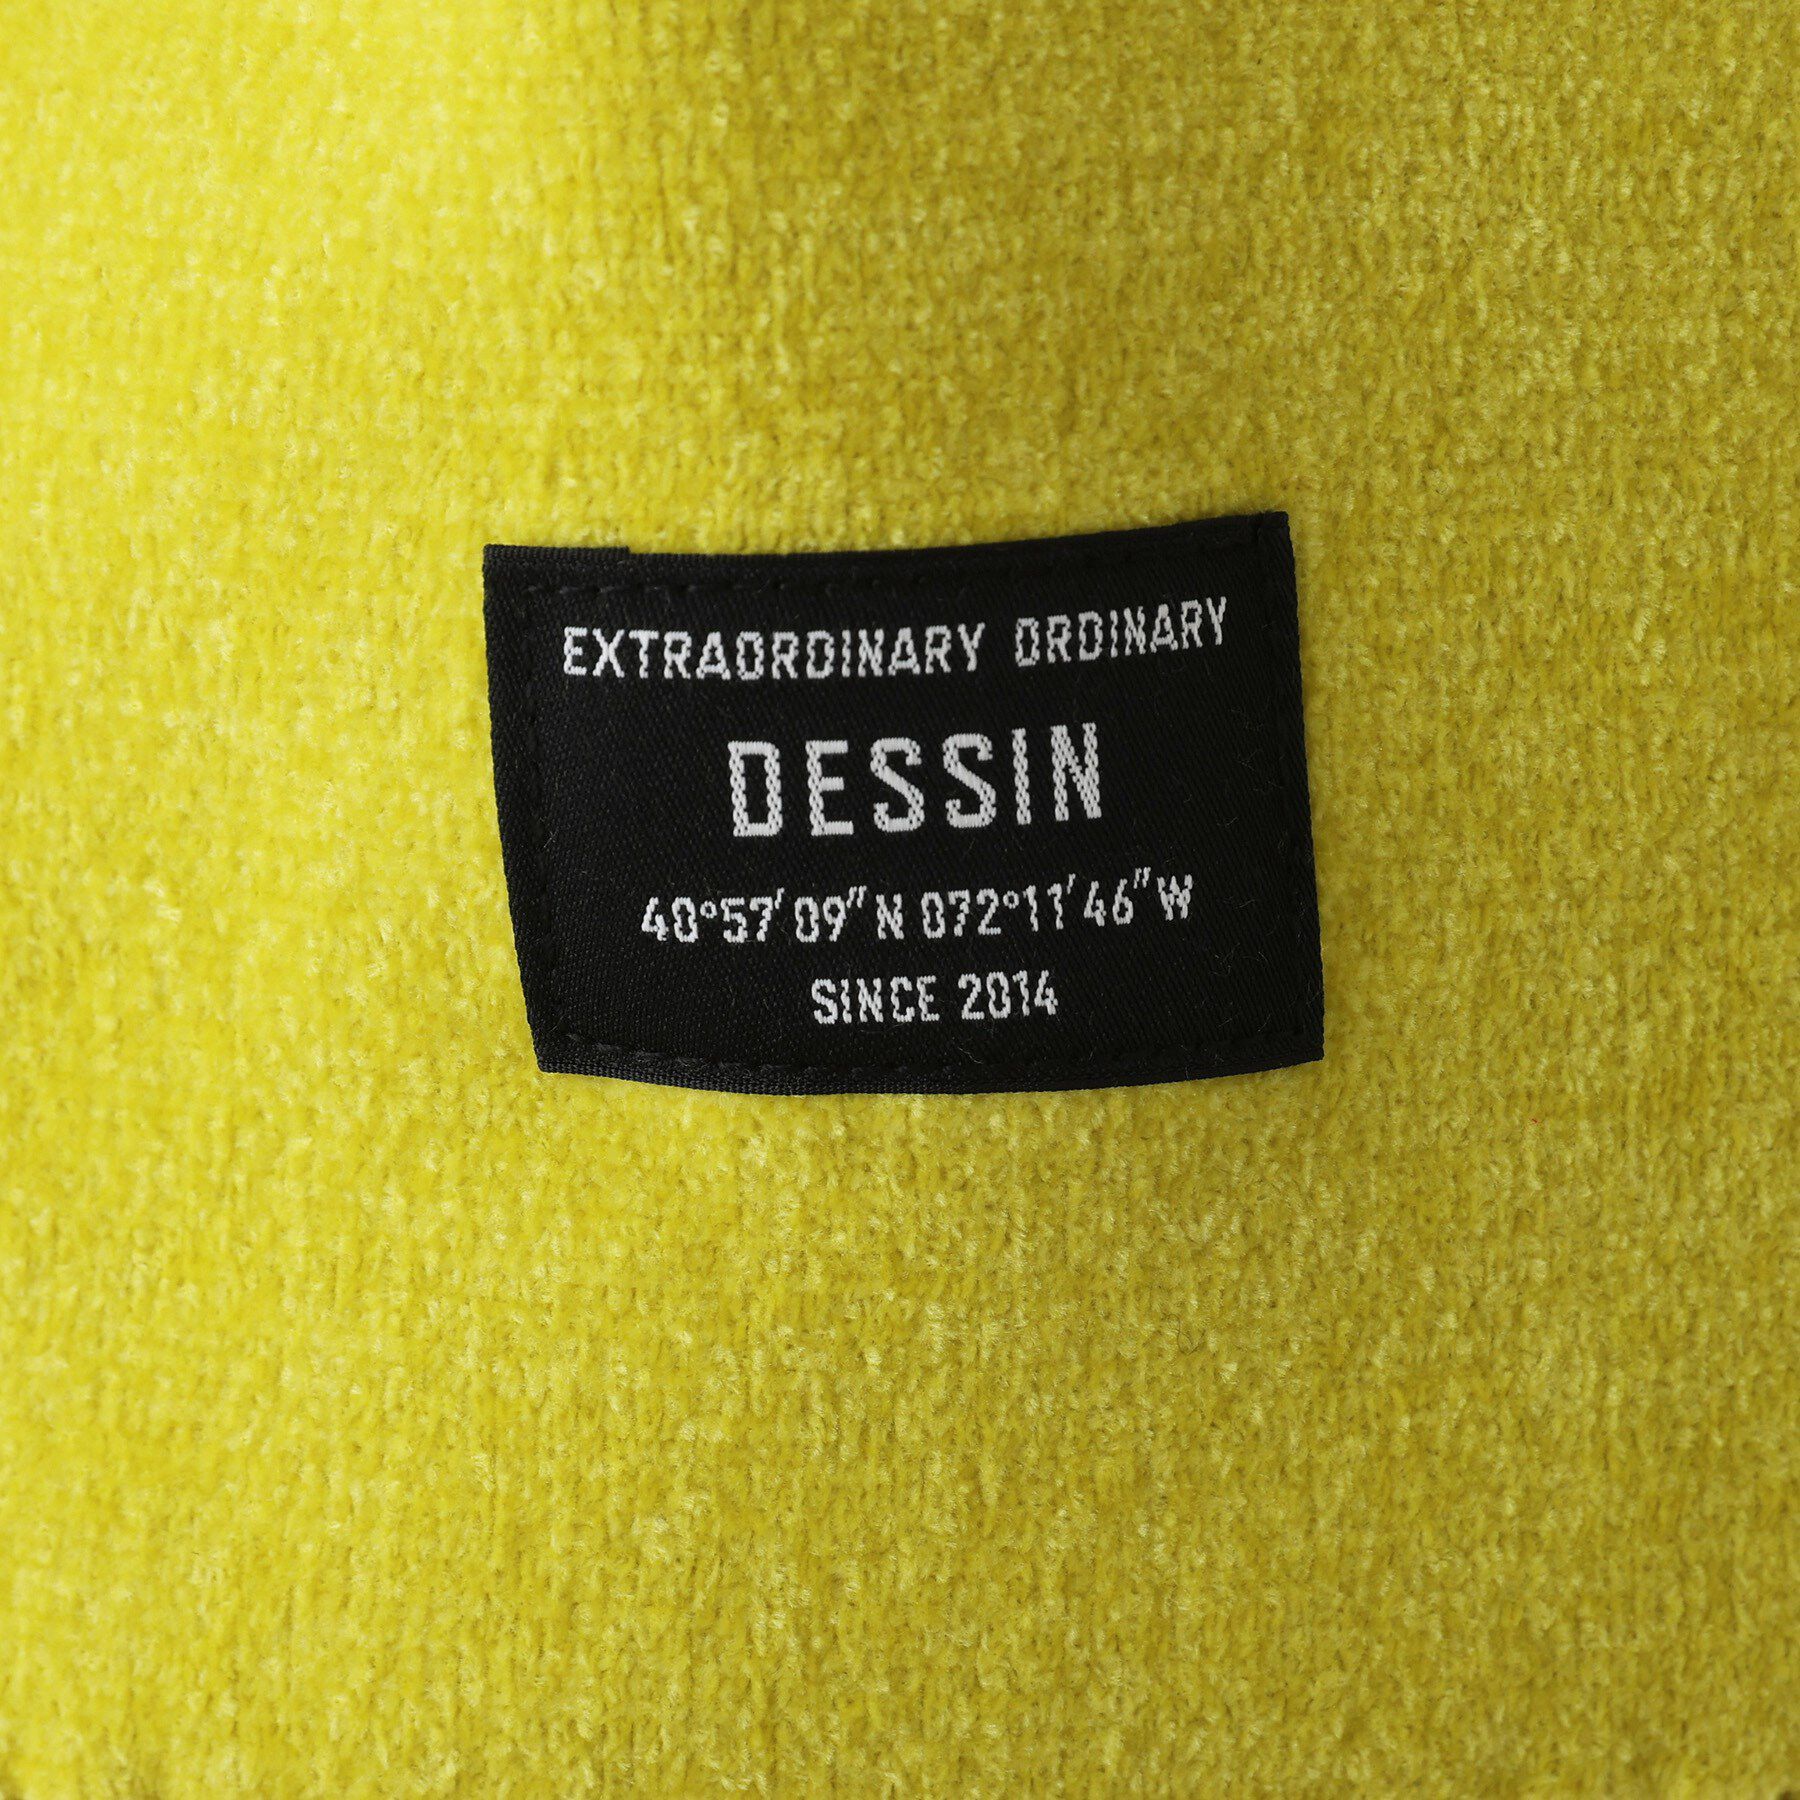 EXTRAORDINARY ORDINARY
DESSIN
40°57′09″N 072°11′46″W
SINCE 2014